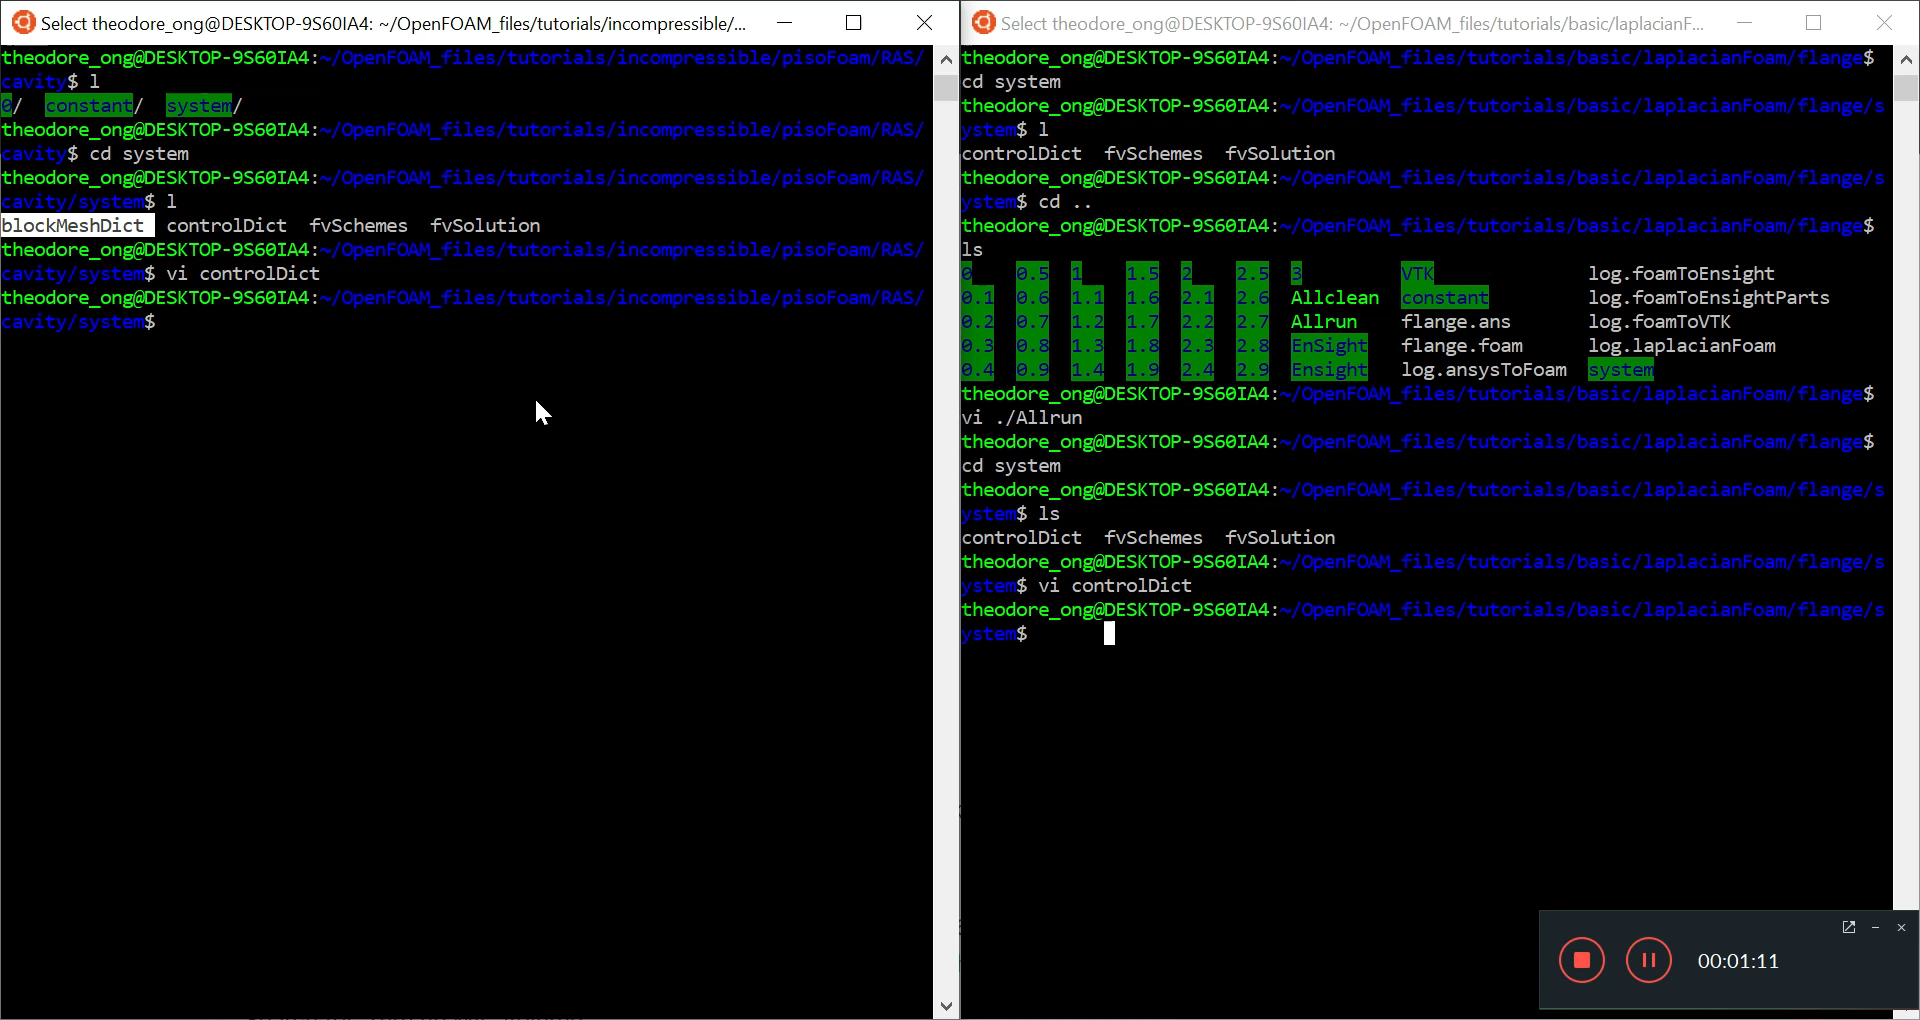 Select theodore_ong@DESKTOP-9S60IA4: ~/OpenFOAM_files/tutorials/incompressible/...
theodore_ong@DESKTOP-9S60IA4:~/OpenFOAM_files/tutorials/incompressible/pisoFoam/RAS/
cavity$ l
0/  constant/  system/
theodore_ong@DESKTOP-9S60IA4:~/OpenFOAM_files/tutorials/incompressible/pisoFoam/RAS/
cavity$ cd system
theodore_ong@DESKTOP-9S60IA4:~/OpenFOAM_files/tutorials/incompressible/pisoFoam/RAS/
cavity/system$ l
blockMeshDict  controlDict  fvSchemes  fvSolution
theodore_ong@DESKTOP-9S60IA4:~/OpenFOAM_files/tutorials/incompressible/pisoFoam/RAS/
cavity/system$ vi controlDict
theodore_ong@DESKTOP-9S60IA4:~/OpenFOAM_files/tutorials/incompressible/pisoFoam/RAS/
cavity/system$
Select theodore_ong@DESKTOP-9S60IA4: ~/OpenFOAM_files/tutorials/basic/laplacianF...
theodore_ong@DESKTOP-9S60IA4:~/OpenFOAM_files/tutorials/basic/laplacianFoam/flange$
cd system
theodore_ong@DESKTOP-9S60IA4:~/OpenFOAM_files/tutorials/basic/laplacianFoam/flange/s
ystem$ l
controlDict  fvSchemes  fvSolution
theodore_ong@DESKTOP-9S60IA4:~/OpenFOAM_files/tutorials/basic/laplacianFoam/flange/s
ystem$ cd ..
theodore_ong@DESKTOP-9S60IA4:~/OpenFOAM_files/tutorials/basic/laplacianFoam/flange$
ls
0    0.5  1    1.5  2    2.5  3         VTK              log.foamToEnsight
0.1  0.6  1.1  1.6  2.1  2.6  Allclean  constant         log.foamToEnsightParts
0.2  0.7  1.2  1.7  2.2  2.7  Allrun    flange.ans       log.foamToVTK
0.3  0.8  1.3  1.8  2.3  2.8  EnSight   flange.foam      log.laplacianFoam
0.4  0.9  1.4  1.9  2.4  2.9  Ensight   log.ansysToFoam  system
theodore_ong@DESKTOP-9S60IA4:~/OpenFOAM_files/tutorials/basic/laplacianFoam/flange$
vi ./Allrun
theodore_ong@DESKTOP-9S60IA4:~/OpenFOAM_files/tutorials/basic/laplacianFoam/flange$
cd system
theodore_ong@DESKTOP-9S60IA4:~/OpenFOAM_files/tutorials/basic/laplacianFoam/flange/s
ystem$ ls
controlDict  fvSchemes  fvSolution
theodore_ong@DESKTOP-9S60IA4:~/OpenFOAM_files/tutorials/basic/laplacianFoam/flange/s
ystem$ vi controlDict
theodore_ong@DESKTOP-9S60IA4:~/OpenFOAM_files/tutorials/basic/laplacianFoam/flange/s
ystem$
00:01:11